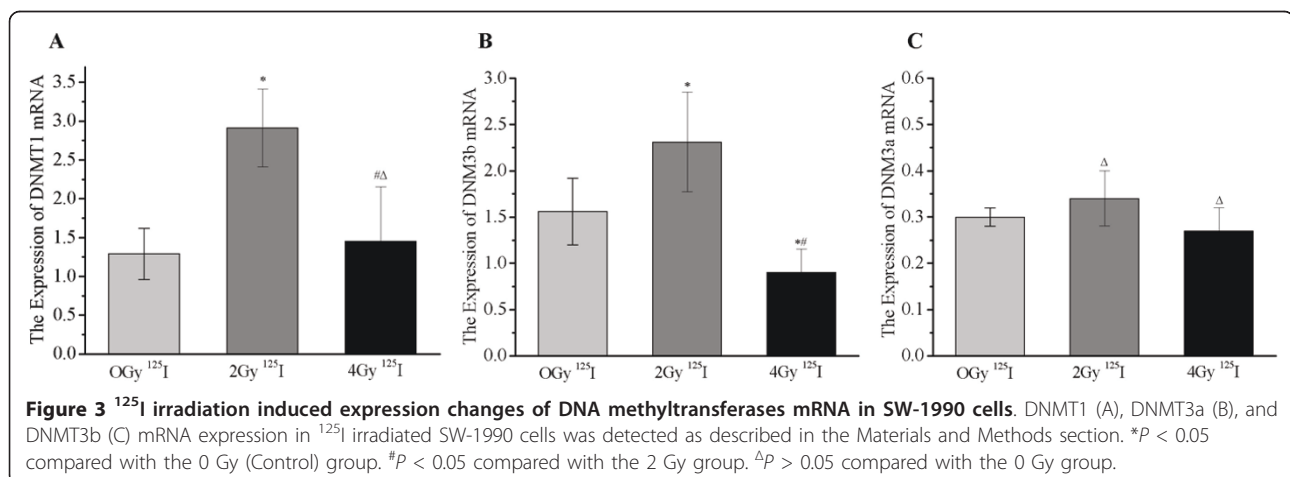 A
The Expression of DNMT1 mRNA
3.5
3.0
2.5
2.0
1.5
1.0
0.5
0.0
*
#Δ
OGy ¹²⁵I
2Gy ¹²⁵I
4Gy ¹²⁵I
B
The Expression of DNM3b mRNA
3.0
2.5
2.0
1.5
1.0
0.5
0.0
*
*#
OGy ¹²⁵I
2Gy ¹²⁵I
4Gy ¹²⁵I
C
The Expression of DNM3a mRNA
0.6
0.5
0.4
0.3
0.2
0.1
0.0
Δ
Δ
OGy ¹²⁵I
2Gy ¹²⁵I
4Gy ¹²⁵I
Figure 3 ¹²⁵I irradiation induced expression changes of DNA methyltransferases mRNA in SW-1990 cells. DNMT1 (A), DNMT3a (B), and
DNMT3b (C) mRNA expression in ¹²⁵I irradiated SW-1990 cells was detected as described in the Materials and Methods section. *P < 0.05
compared with the 0 Gy (Control) group. #P < 0.05 compared with the 2 Gy group. ΔP > 0.05 compared with the 0 Gy group.